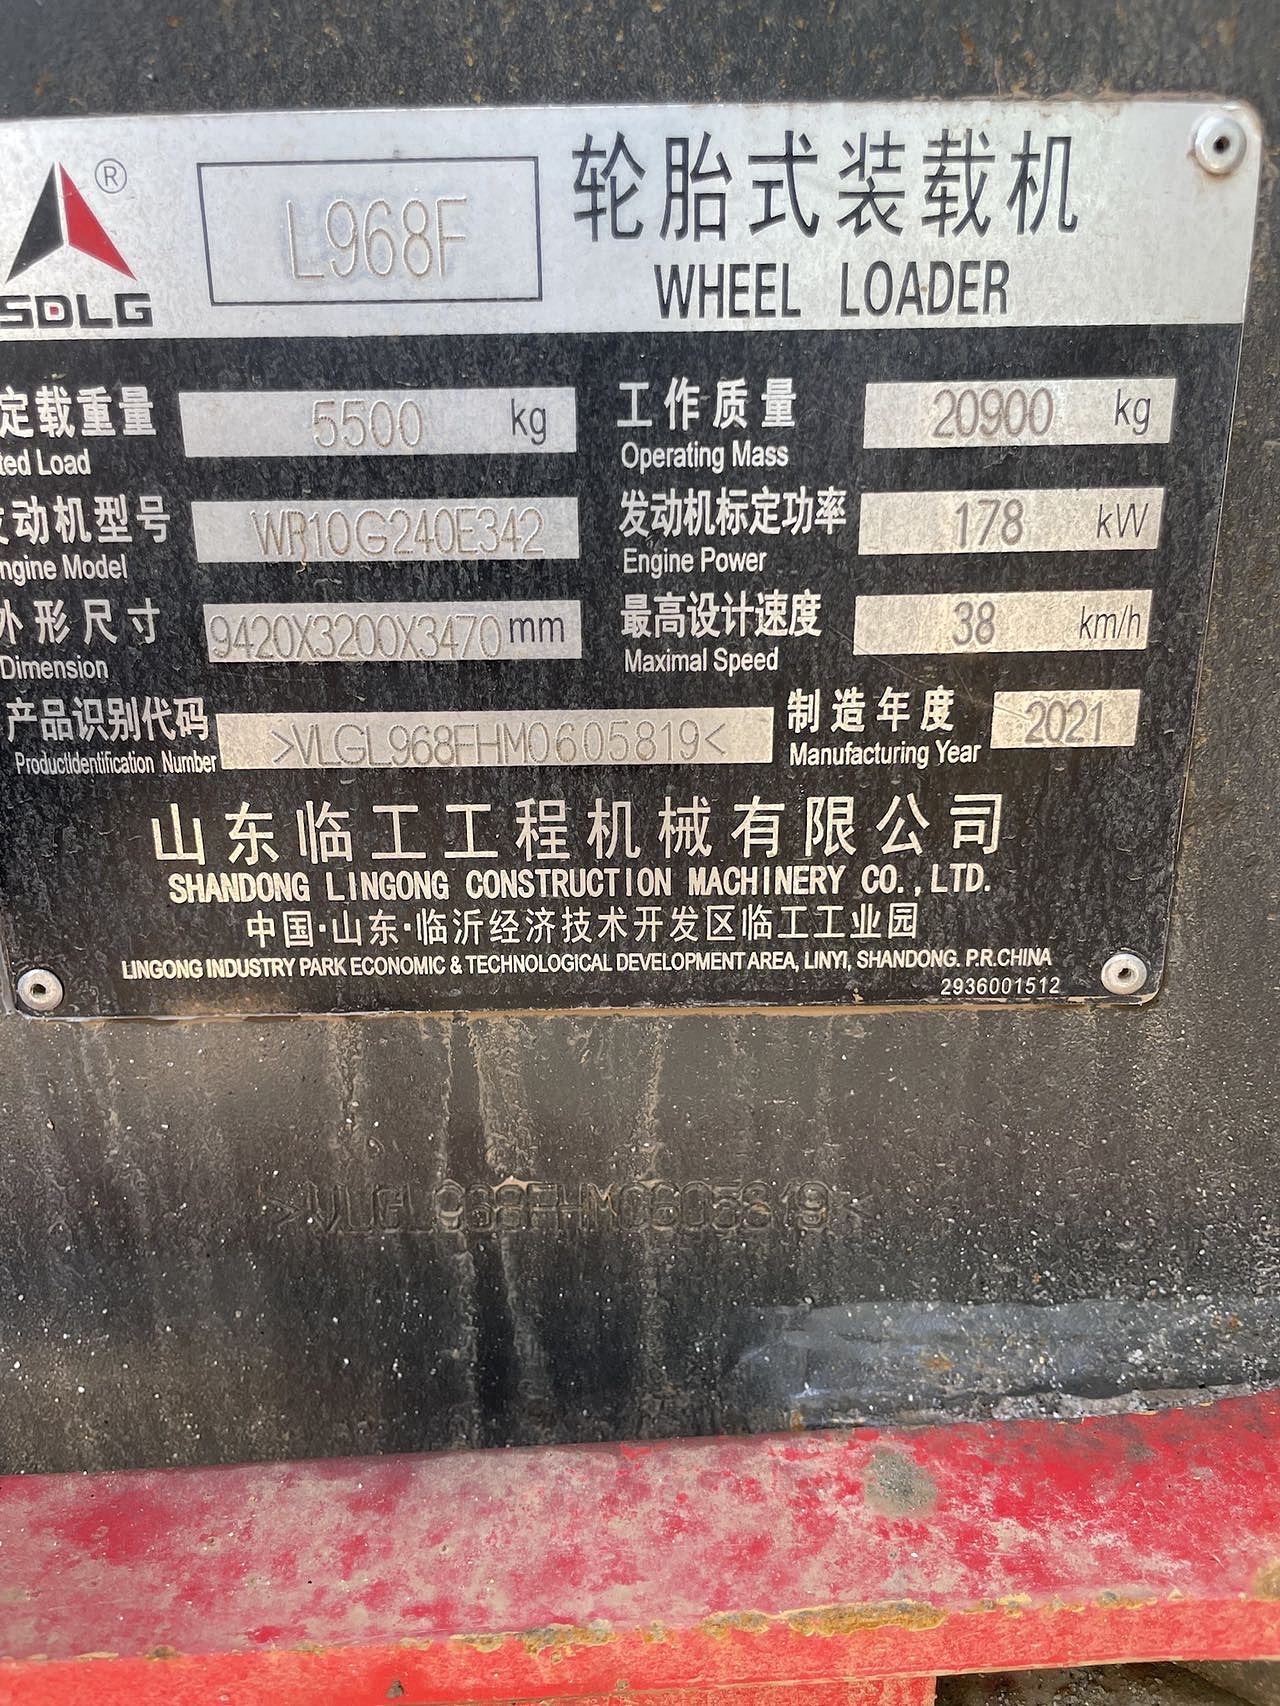 ® L968F 轮胎式装载机
SDLG WHEEL LOADER
定载重量 5500 kg 工作质量 20900 kg
ted Load Operating Mass
发动机型号 WP10G240E342 发动机标定功率 178 kW
ngine Model Engine Power
外形尺寸 9420X3200X3470 mm 最高设计速度 38 km/h
Dimension Maximal Speed
产品识别代码 >VLGL968FHM0605819< 制造年度 2021
ProductIdentification Number Manufacturing Year
山东临工工程机械有限公司
SHANDONG LINGONG CONSTRUCTION MACHINERY CO.,LTD.
中国·山东·临沂经济技术开发区临工工业园
LINGONG INDUSTRY PARK ECONOMIC & TECHNOLOGICAL DEVELOPMENT AREA, LINYI, SHANDONG. P.R.CHINA
2936001512
>VLGL968FHM0605819<